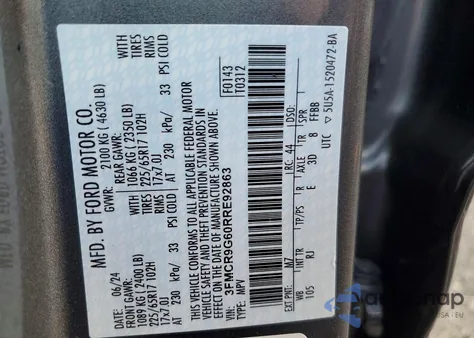 MFD. BY FORD MOTOR CO.
DATE: 06/24 GVWR: 2100 KG ( 4630 LB)
FRONT GAWR: 1089 KG (2400 LB) REAR GAWR: 1066 KG ( 2350 LB) WITH TIRES
225/65R17 102H 225/65R17 102H TIRES
17x7.0J 17x7.0J RIMS
AT 230 kPa/ 33 PSI COLD AT 230 kPa/ 33 PSI COLD
THIS VEHICLE CONFORMS TO ALL APPLICABLE FEDERAL MOTOR
VEHICLE SAFETY AND THEFT PREVENTION STANDARDS IN
EFFECT ON THE DATE OF MANUFACTURE SHOWN ABOVE.
VIN: 3FMCR9G60RRE92863 F0143
TYPE: MPV T0312
EXT PNT: M7 RC: 44 DSO:
WB INT TR TP/PS R AXLE TR SPR
105 RJ E 3D 8 FFBB
UTC ▽ 5U5A-1520472-BA